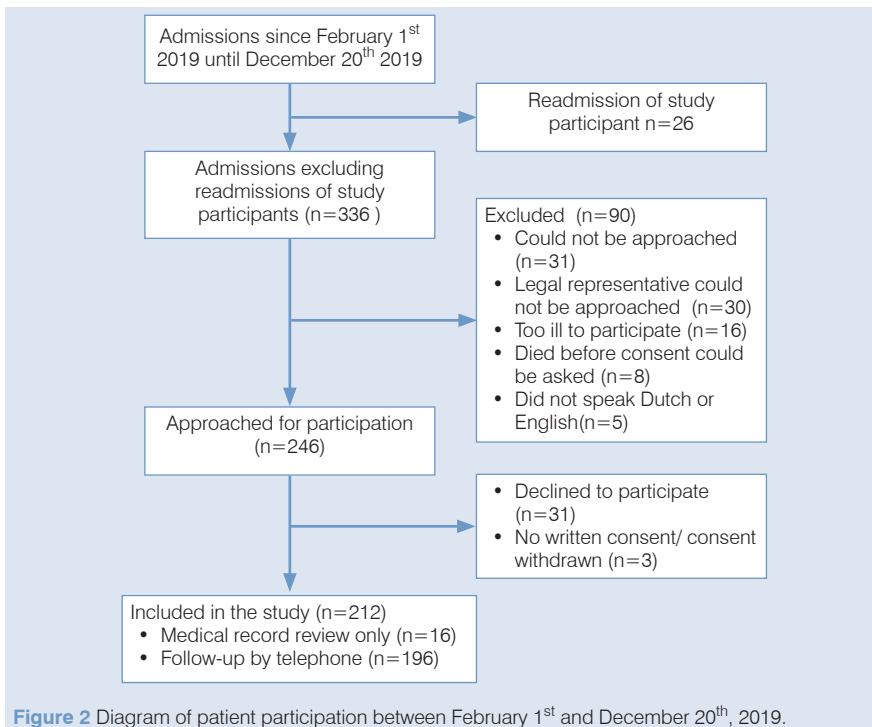 Admissions since February 1st
2019 until December 20th 2019
Readmission of study
participant n=26
Admissions excluding
readmissions of study
participants (n=336 )
Excluded (n=90)
• Could not be approached
(n=31)
• Legal representative could
not be approached (n=30)
• Too ill to participate (n=16)
• Died before consent could
be asked (n=8)
• Did not speak Dutch or
English(n=5)
Approached for participation
(n=246)
• Declined to participate
(n=31)
• No written consent/ consent
withdrawn (n=3)
Included in the study (n=212)
• Medical record review only (n=16)
• Follow-up by telephone (n=196)
Figure 2 Diagram of patient participation between February 1st and December 20th, 2019.